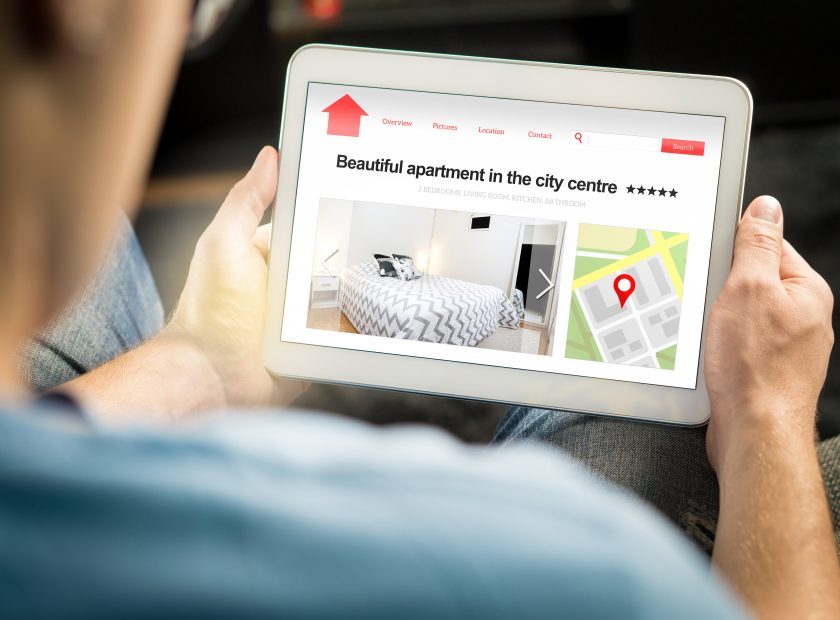 Overview Pictures Location Contact Search
Beautiful apartment in the city centre ★★★★★
2 BEDROOMS, LIVING ROOM, KITCHEN, BATHROOM